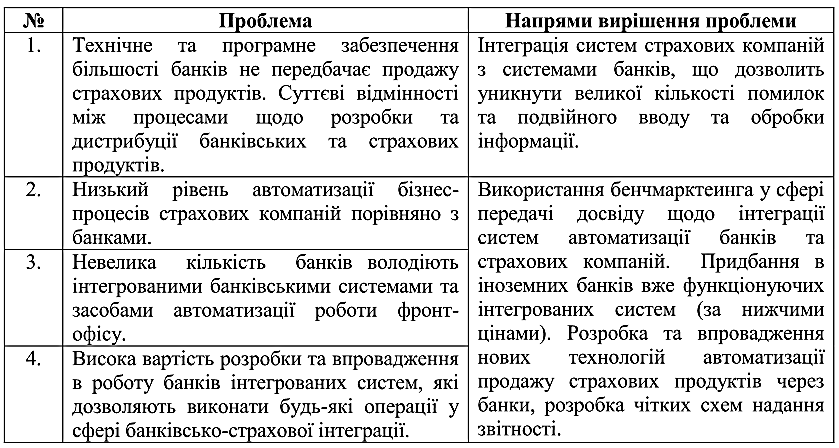 № Проблема Напрями вирішення проблеми
1. Технічне та програмне забезпечення
більшості банків не передбачає продажу
страхових продуктів. Суттєві відмінності
між процесами щодо розробки та
дистрибуції банківських та страхових
продуктів.
Інтеграція систем страхових компаній
з системами банків, що дозволить
уникнути великої кількості помилок
та подвійного вводу та обробки
інформації.
2. Низький рівень автоматизації бізнес-
процесів страхових компаній порівняно з
банками.
3. Невелика кількість банків володіють
інтегрованими банківськими системами та
засобами автоматизації роботи фронт-
офісу.
4. Висока вартість розробки та впровадження
в роботу банків інтегрованих систем, які
дозволяють виконати будь-які операції у
сфері банківсько-страхової інтеграції.
Використання бенчмарктеинга у сфері
передачі досвіду щодо інтеграції
систем автоматизації банків та
страхових компаній. Придбання в
іноземних банків вже функціонуючих
інтегрованих систем (за нижчими
цінами). Розробка та впровадження
нових технологій автоматизації
продажу страхових продуктів через
банки, розробка чітких схем надання
звітності.